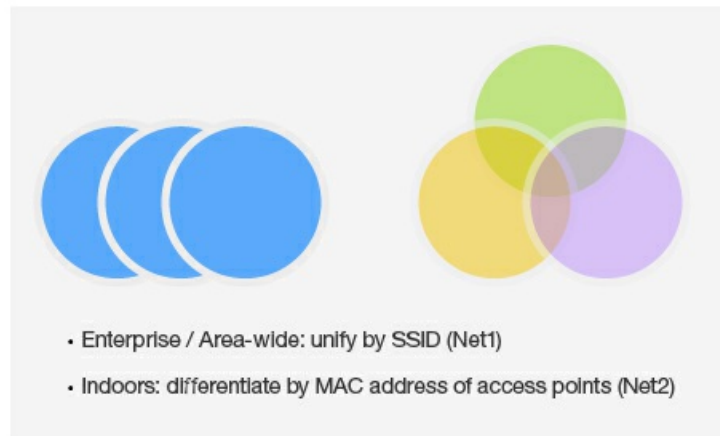 • Enterprise / Area-wide: unify by SSID (Net1)
• Indoors: differentiate by MAC address of access points (Net2)